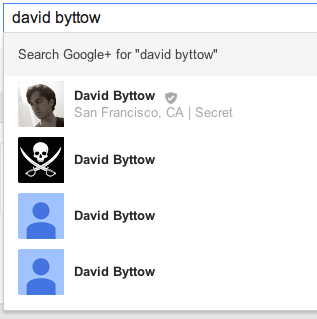 david byttow
Search Google+ for "david byttow"
David Byttow
San Francisco, CA | Secret
David Byttow
David Byttow
David Byttow